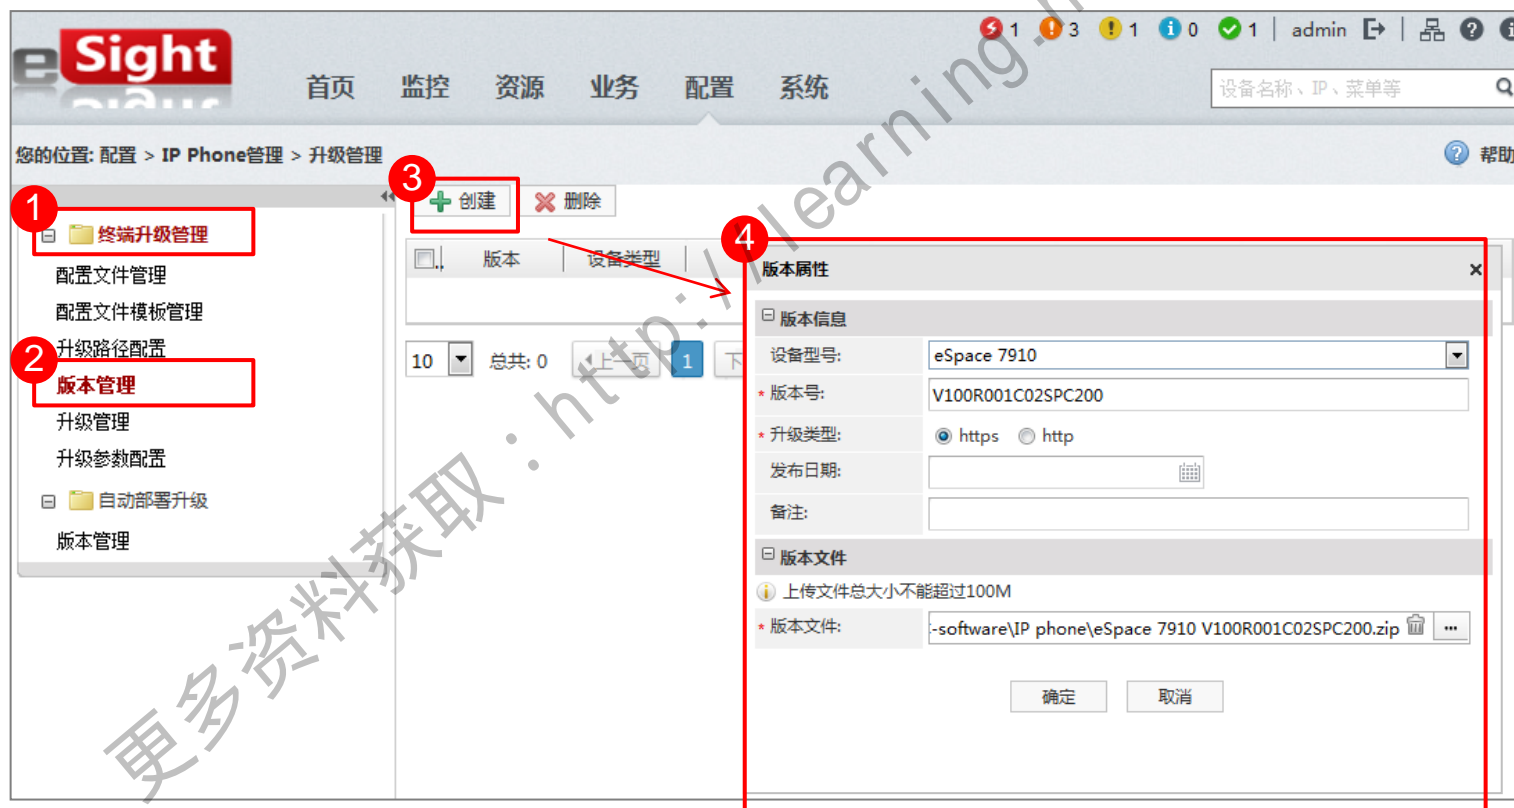 eSight
1 3 1 1 0 1 | admin
首页 监控 资源 业务 配置 系统
设备名称、IP、菜单等
您的位置: 配置 > IP Phone管理 > 升级管理
帮助
1
终端升级管理
配置文件管理
配置文件模板管理
升级路径配置
2
版本管理
升级管理
升级参数配置
自动部署升级
版本管理
3
创建 删除
版本 设备类型
10 总共: 0 上一页 1 下
4
版本属性
版本信息
设备型号: eSpace 7910
* 版本号: V100R001C02SPC200
* 升级类型: https http
发布日期:
备注:
版本文件
上传文件总大小不能超过100M
* 版本文件: :-software\IP phone\eSpace 7910 V100R001C02SPC200.zip ...
确定 取消
更多资料获取:http://learning.